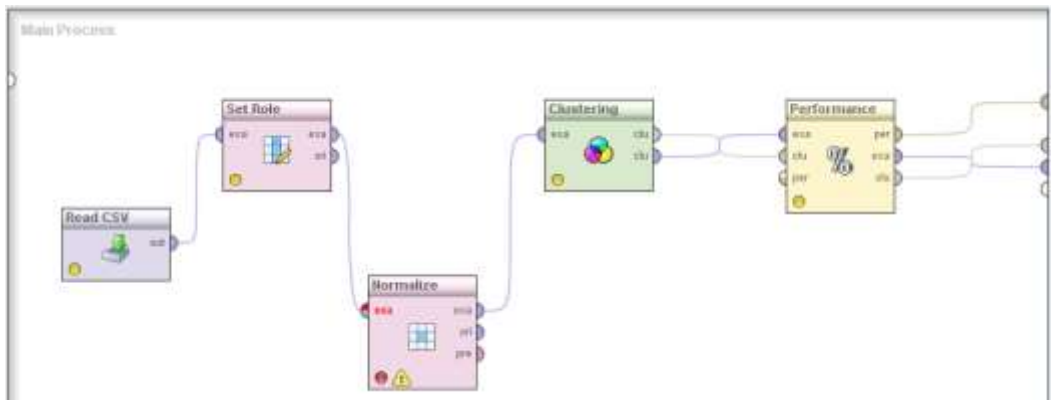 Main Process
Set Role
exa
exa
ori
Clustering
exa
clu
clu
Performance
exa
per
clu
exa
per
clu
%
Read CSV
out
Normalize
exa
exa
ori
pre
!